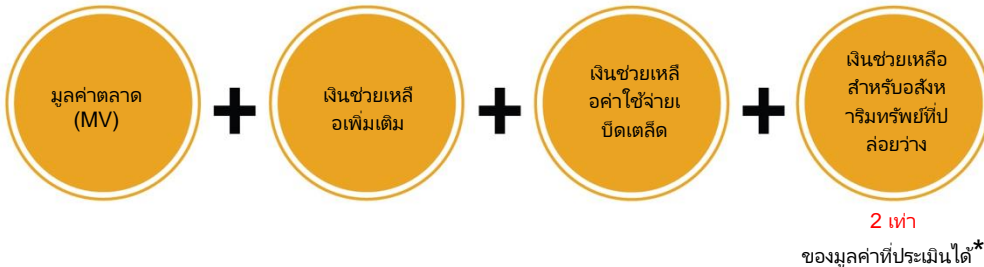 มูลค่าตลาด
(MV)
+
เงินช่วยเหลื
อเพิ่มเติม
+
เงินช่วยเหลื
อค่าใช้จ่ายเ
บ็ดเตล็ด
+
เงินช่วยเหลือ
สำหรับอสังห
าริมทรัพย์ที่ป
ล่อยว่าง
2 เท่า
ของมูลค่าที่ประเมินได้*